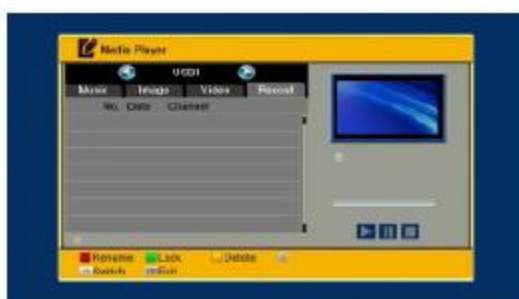 Media Player
USB1
Music Image Video Record
No. Date Channel
Rename Lock Delete
Switch Exit